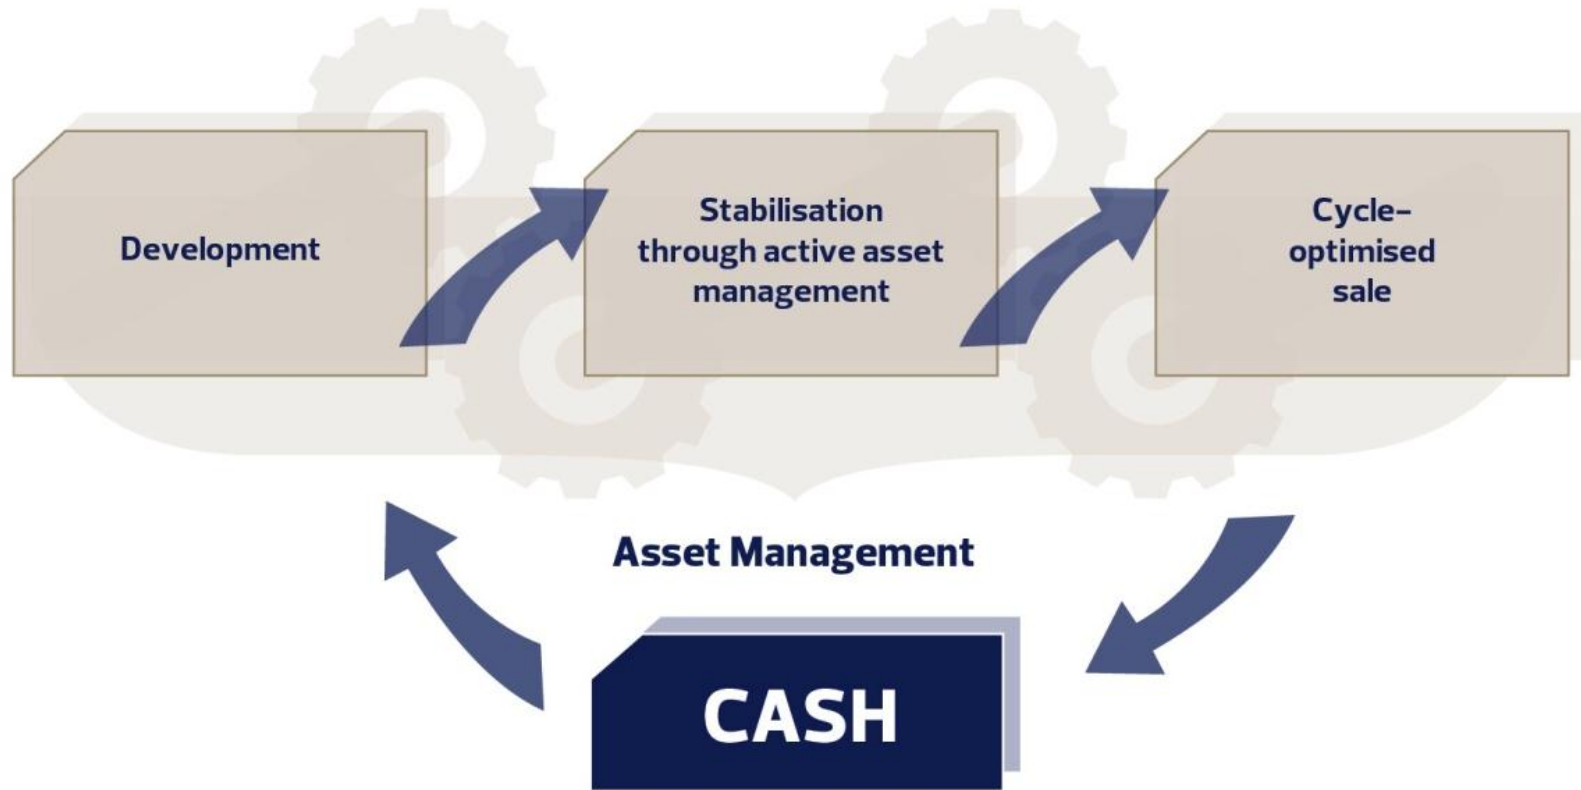 Development
Stabilisation
through active asset
management
Cycle-
optimised
sale
Asset Management
CASH